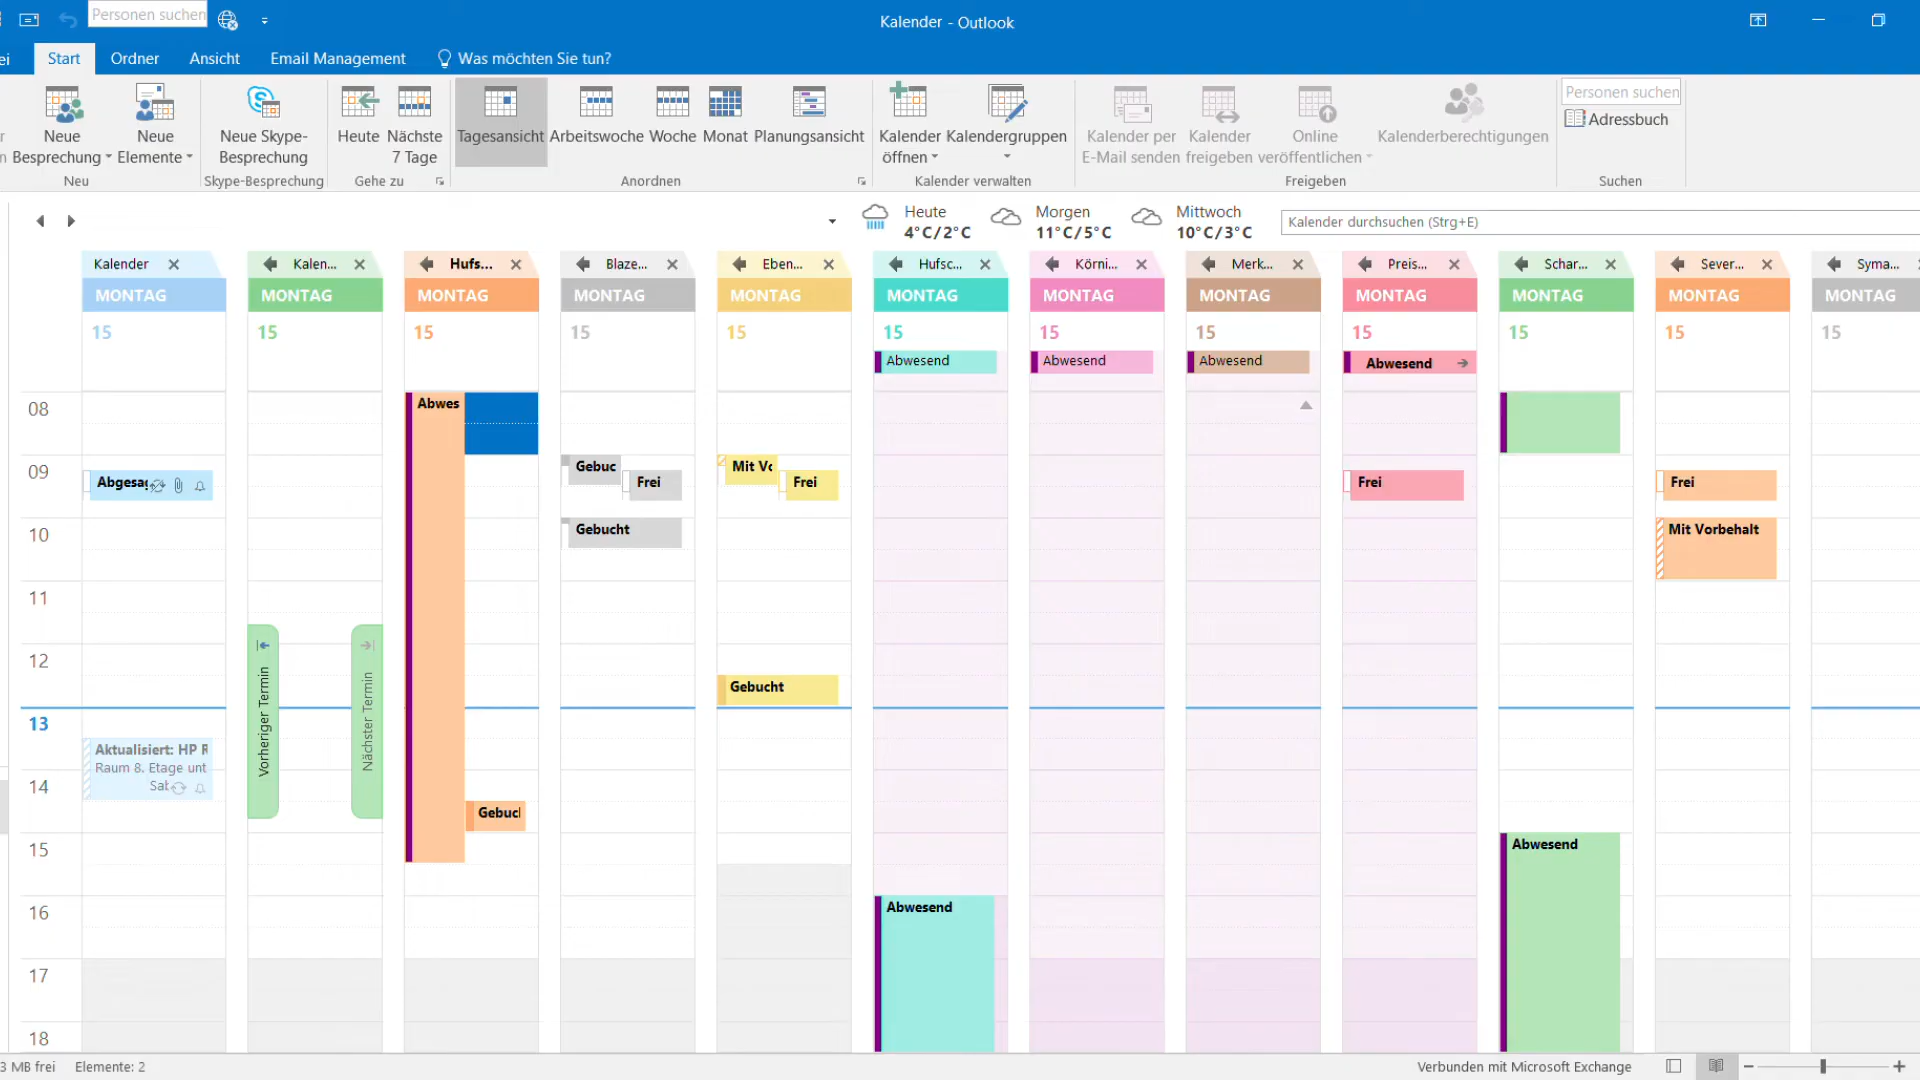 Personen suchen
Kalender - Outlook
ei
Start
Ordner
Ansicht
Email Management
Was möchten Sie tun?
Neue Besprechung
Neue Elemente
Neu
Neue Skype-Besprechung
Skype-Besprechung
Heute
Nächste 7 Tage
Gehe zu
Tagesansicht
Arbeitswoche
Woche
Monat
Planungsansicht
Anordnen
Kalender öffnen
Kalendergruppen
Kalender verwalten
Kalender per E-Mail senden
Kalender freigeben
Online veröffentlichen
Kalenderberechtigungen
Freigeben
Personen suchen
Adressbuch
Suchen
Heute
4°C/2°C
Morgen
11°C/5°C
Mittwoch
10°C/3°C
Kalender durchsuchen (Strg+E)
Kalender
Kalen...
Hufs...
Blaze...
Eben...
Hufsc...
Körni...
Merk...
Preis...
Schar...
Sever...
Syma...
MONTAG MONTAG MONTAG MONTAG MONTAG MONTAG MONTAG MONTAG MONTAG MONTAG MONTAG MONTAG
15 15 15 15 15 15 15 15 15 15 15 15
Abwesend
Abwesend
Abwesend
Abwesend
08
Abwes
09
Abgesag
Gebuc
Frei
Mit Vo
Frei
Frei
Frei
10
Gebucht
Mit Vorbehalt
11
12
Vorheriger Termin
Nächster Termin
Gebucht
13
Aktualisiert: HP R
Raum 8. Etage unt
Sab
14
Gebucl
15
Abwesend
16
Abwesend
17
18
3 MB frei
Elemente: 2
Verbunden mit Microsoft Exchange